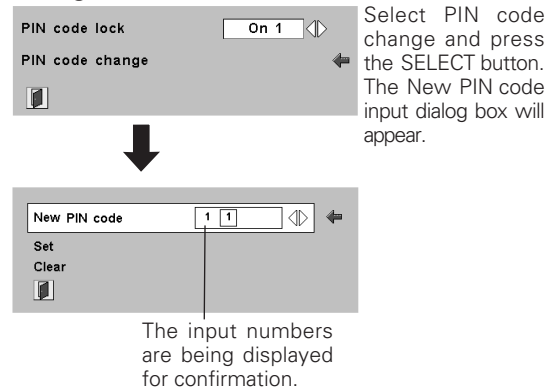 PIN code lock On 1
PIN code change
Select PIN code
change and press
the SELECT button.
The New PIN code
input dialog box will
appear.
New PIN code 1 1
Set
Clear
The input numbers
are being displayed
for confirmation.